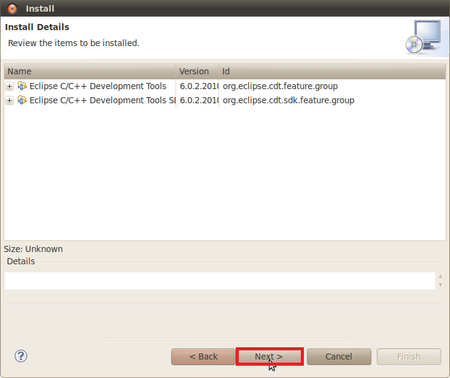 Install
Install Details
Review the items to be installed.
Name Version Id
Eclipse C/C++ Development Tools 6.0.2.201 org.eclipse.cdt.feature.group
Eclipse C/C++ Development Tools SI 6.0.2.201 org.eclipse.cdt.sdk.feature.group
Size: Unknown
Details
? < Back Next > Cancel Finish